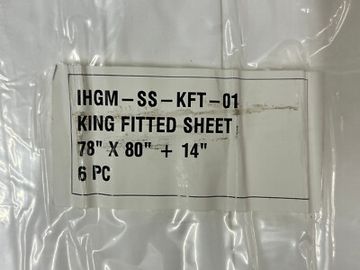 IHGM-SS-KFT-01
KING FITTED SHEET
78" X 80" + 14"
6 PC